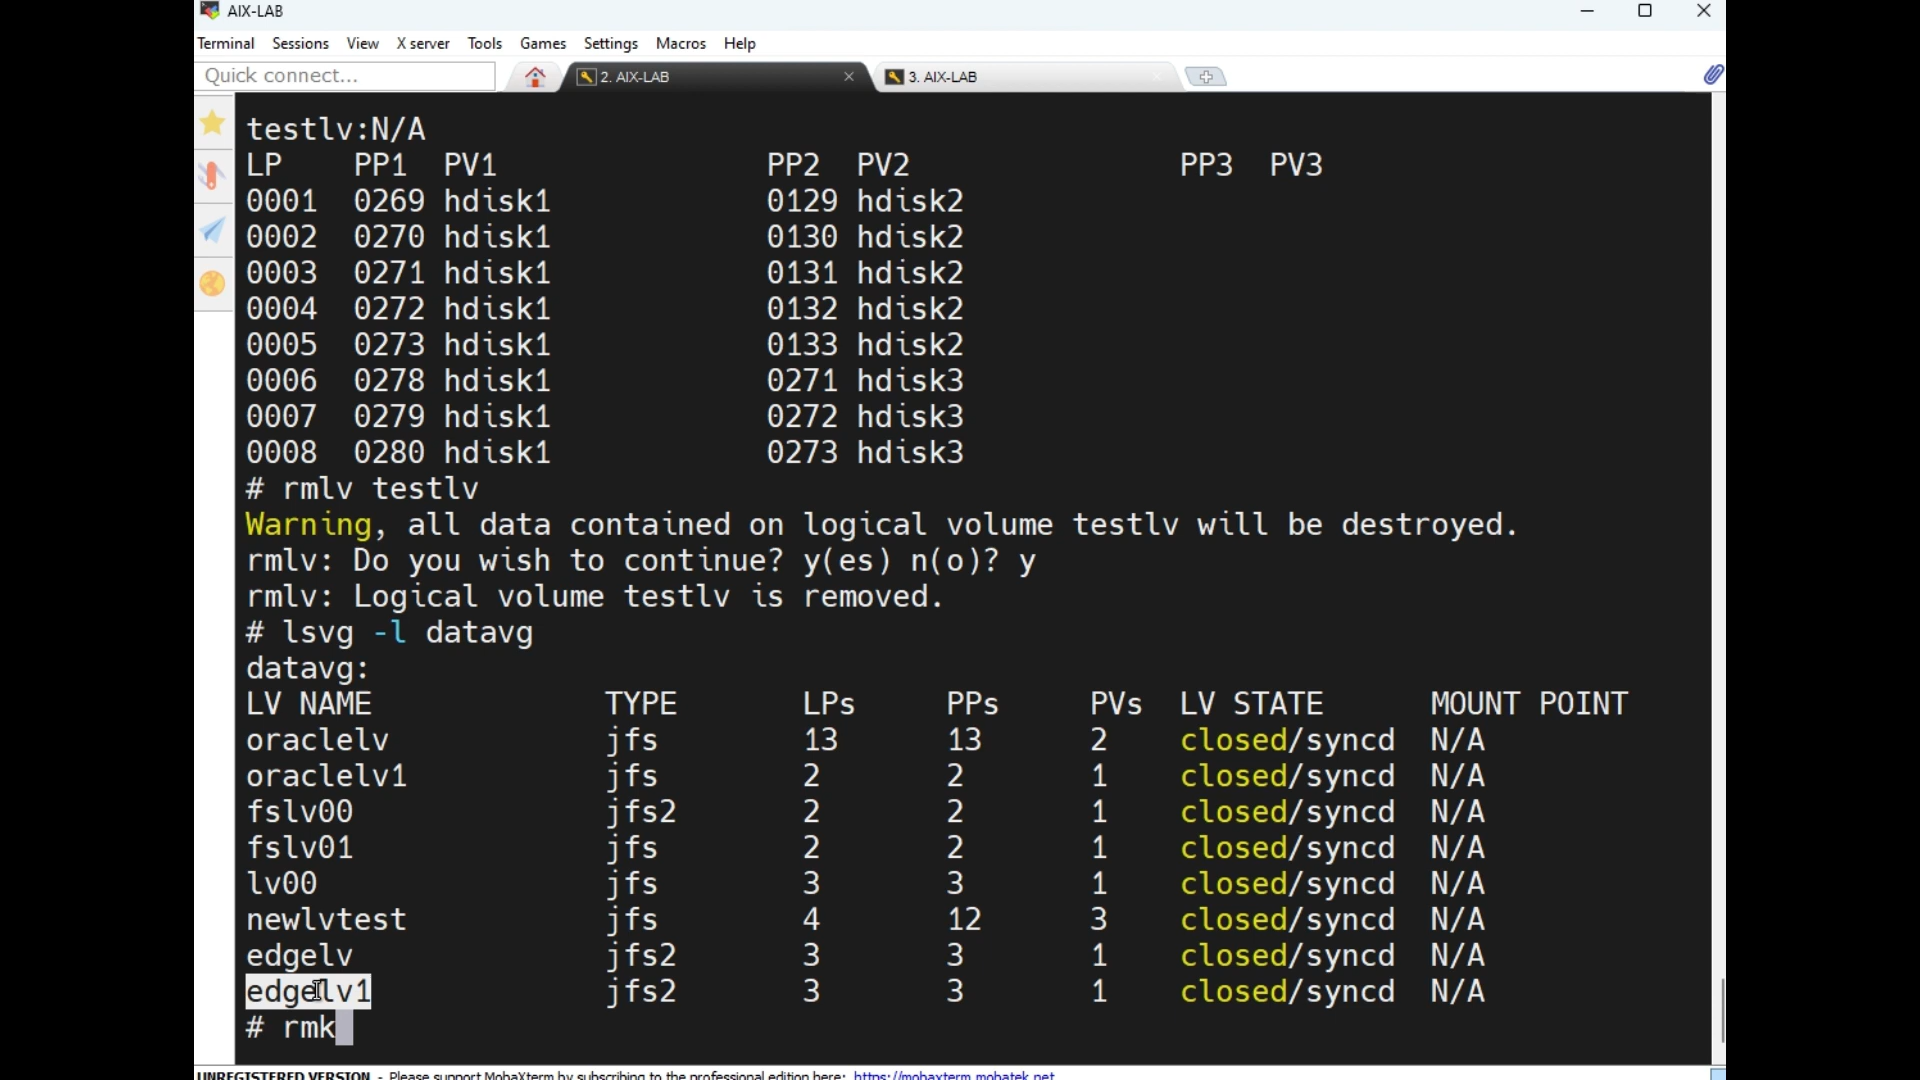 AIX-LAB
Terminal Sessions View X server Tools Games Settings Macros Help
Quick connect... 2. AIX-LAB 3. AIX-LAB
testlv:N/A
LP PP1 PV1 PP2 PV2 PP3 PV3
0001 0269 hdisk1 0129 hdisk2
0002 0270 hdisk1 0130 hdisk2
0003 0271 hdisk1 0131 hdisk2
0004 0272 hdisk1 0132 hdisk2
0005 0273 hdisk1 0133 hdisk2
0006 0278 hdisk1 0271 hdisk3
0007 0279 hdisk1 0272 hdisk3
0008 0280 hdisk1 0273 hdisk3
# rmlv testlv
Warning, all data contained on logical volume testlv will be destroyed.
rmlv: Do you wish to continue? y(es) n(o)? y
rmlv: Logical volume testlv is removed.
# lsvg -l datavg
datavg:
LV NAME TYPE LPs PPs PVs LV STATE MOUNT POINT
oraclelv jfs 13 13 2 closed/syncd N/A
oraclelv1 jfs 2 2 1 closed/syncd N/A
fslv00 jfs2 2 2 1 closed/syncd N/A
fslv01 jfs 2 2 1 closed/syncd N/A
lv00 jfs 3 3 1 closed/syncd N/A
newlvtest jfs 4 12 3 closed/syncd N/A
edgelv jfs2 3 3 1 closed/syncd N/A
edgelv1 jfs2 3 3 1 closed/syncd N/A
# rmk
UNREGISTERED VERSION - Please support MobaXterm by subscribing to the professional edition here: https://mobaxterm.mobatek.net